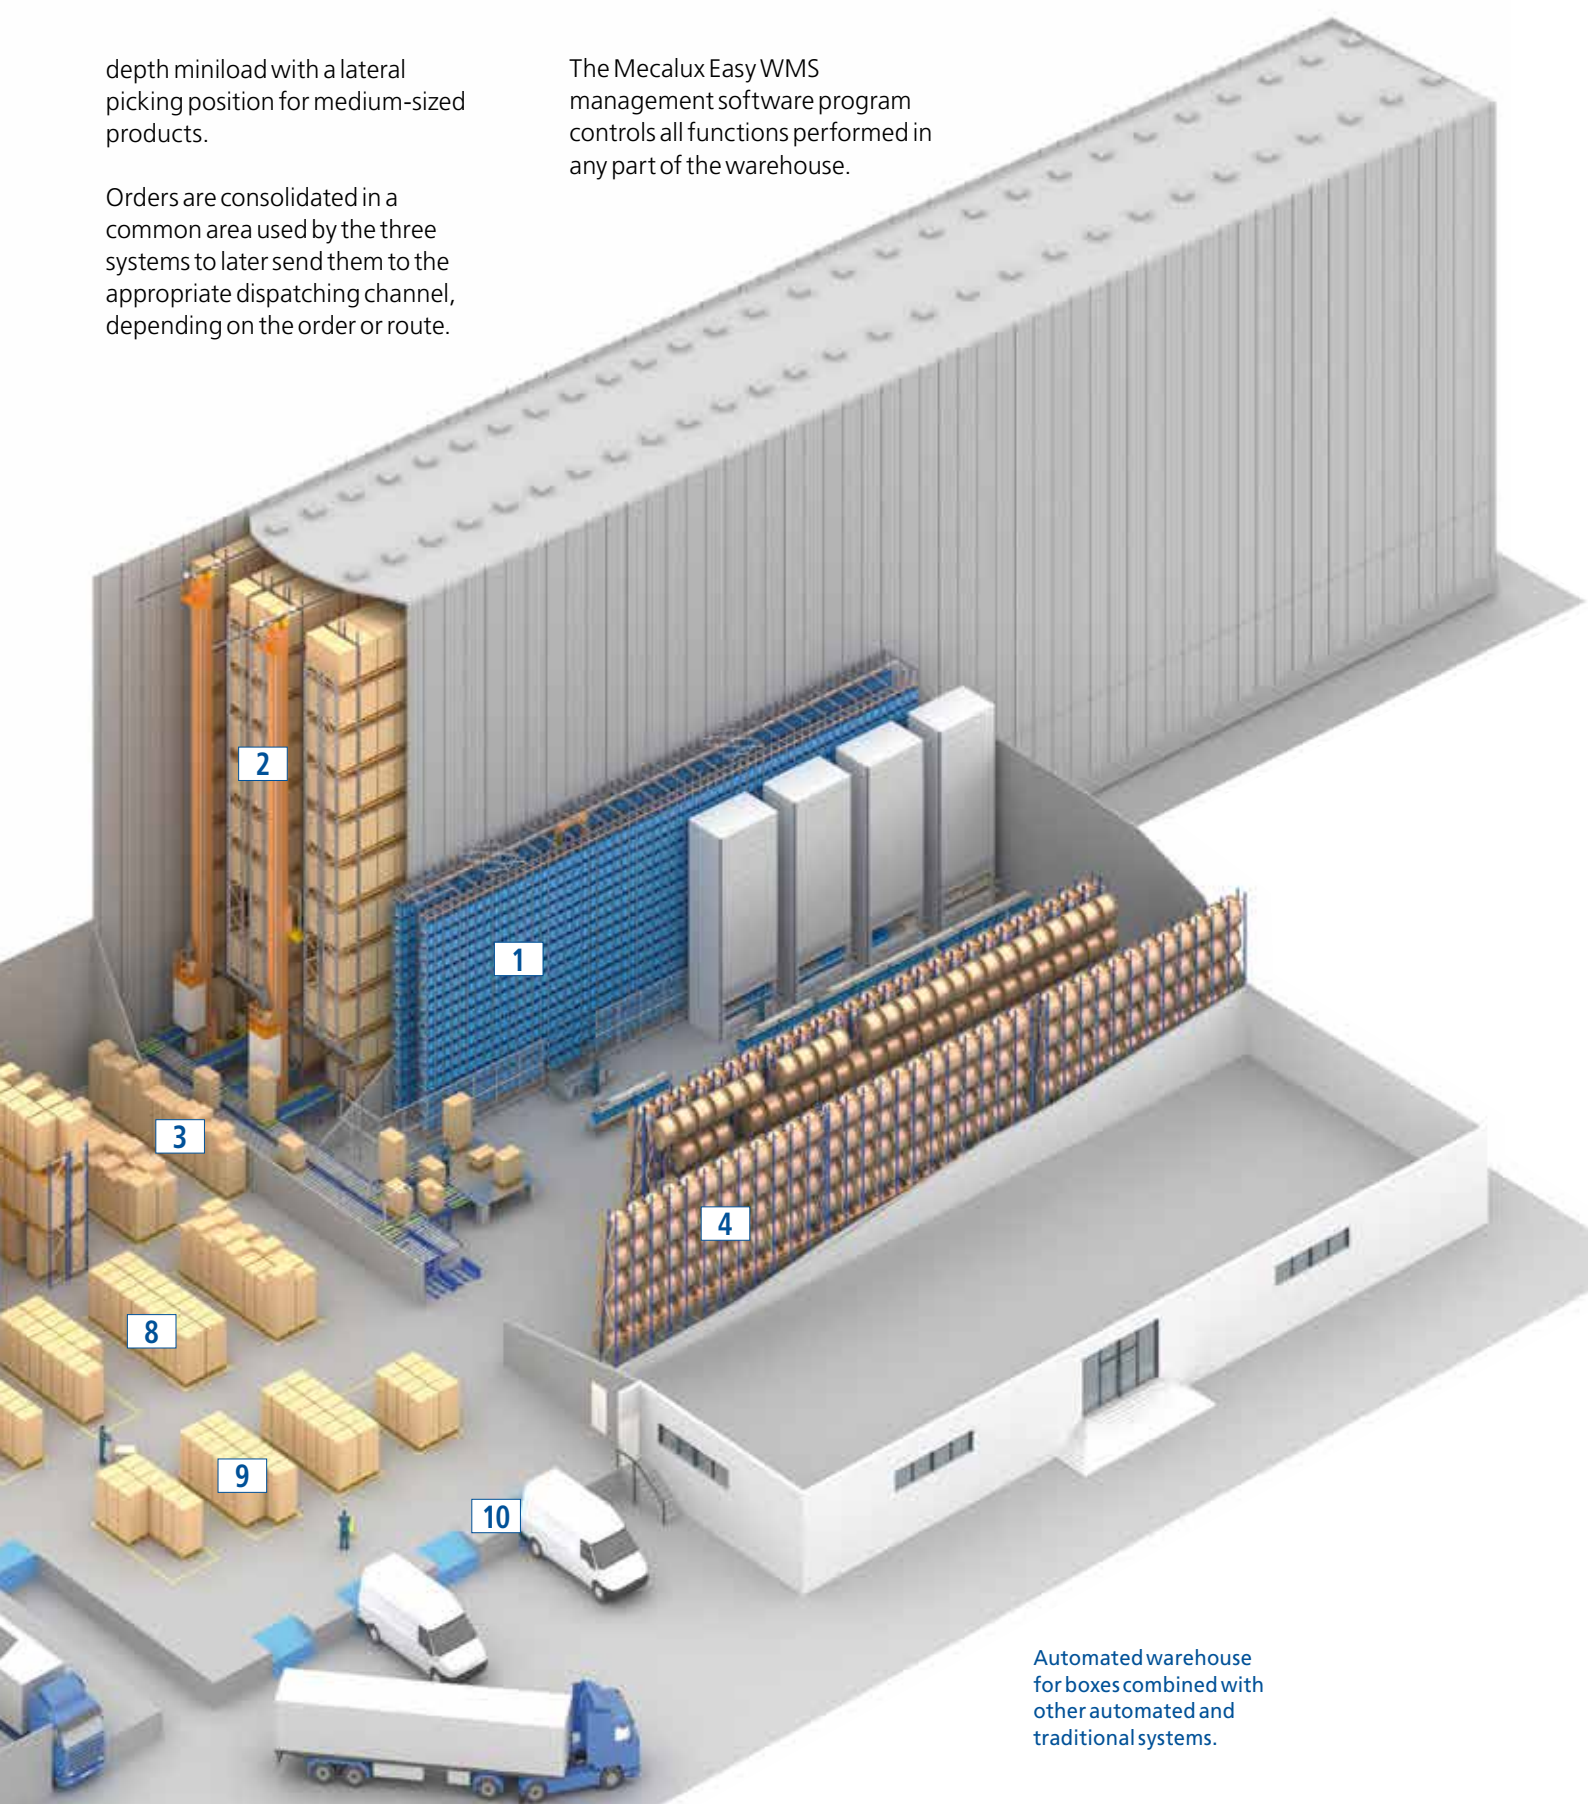 depth miniload with a lateral
picking position for medium-sized
products.
Orders are consolidated in a
common area used by the three
systems to later send them to the
appropriate dispatching channel,
depending on the order or route.
The Mecalux Easy WMS
management software program
controls all functions performed in
any part of the warehouse.
2
1
3
4
8
9
10
Automated warehouse
for boxes combined with
other automated and
traditional systems.